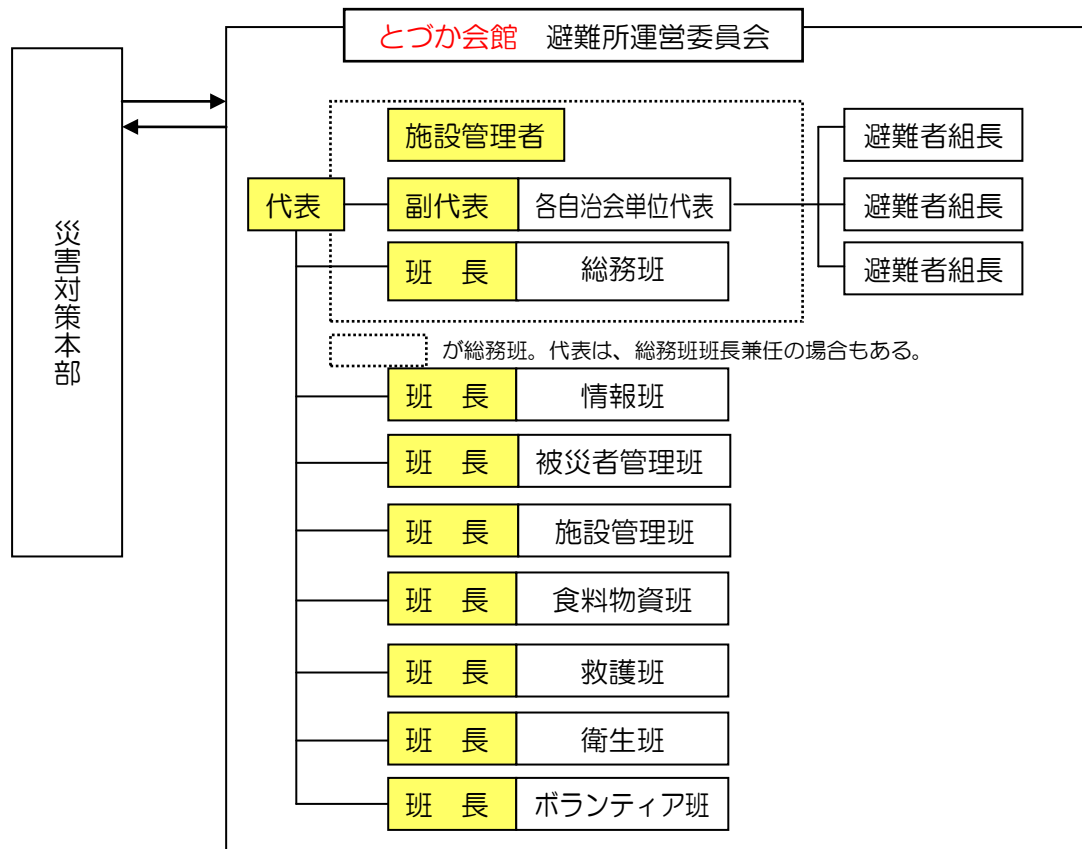 とづか会館　避難所運営委員会
災害対策本部
施設管理者
代表
副代表　各自治会単位代表
避難者組長
避難者組長
避難者組長
班　長　総務班
が総務班。代表は、総務班班長兼任の場合もある。
班　長　情報班
班　長　被災者管理班
班　長　施設管理班
班　長　食料物資班
班　長　救護班
班　長　衛生班
班　長　ボランティア班